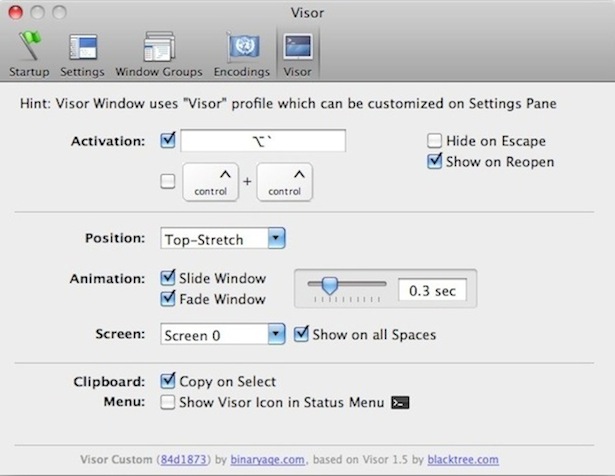 Visor
Startup Settings Window Groups Encodings Visor
Hint: Visor Window uses "Visor" profile which can be customized on Settings Pane
Activation: ⌥` Hide on Escape
Show on Reopen
^ + ^
control control
Position: Top-Stretch
Animation: Slide Window
Fade Window 0.3 sec
Screen: Screen 0 Show on all Spaces
Clipboard: Copy on Select
Menu: Show Visor Icon in Status Menu >_
Visor Custom (84d1873) by binaryage.com, based on Visor 1.5 by blacktree.com